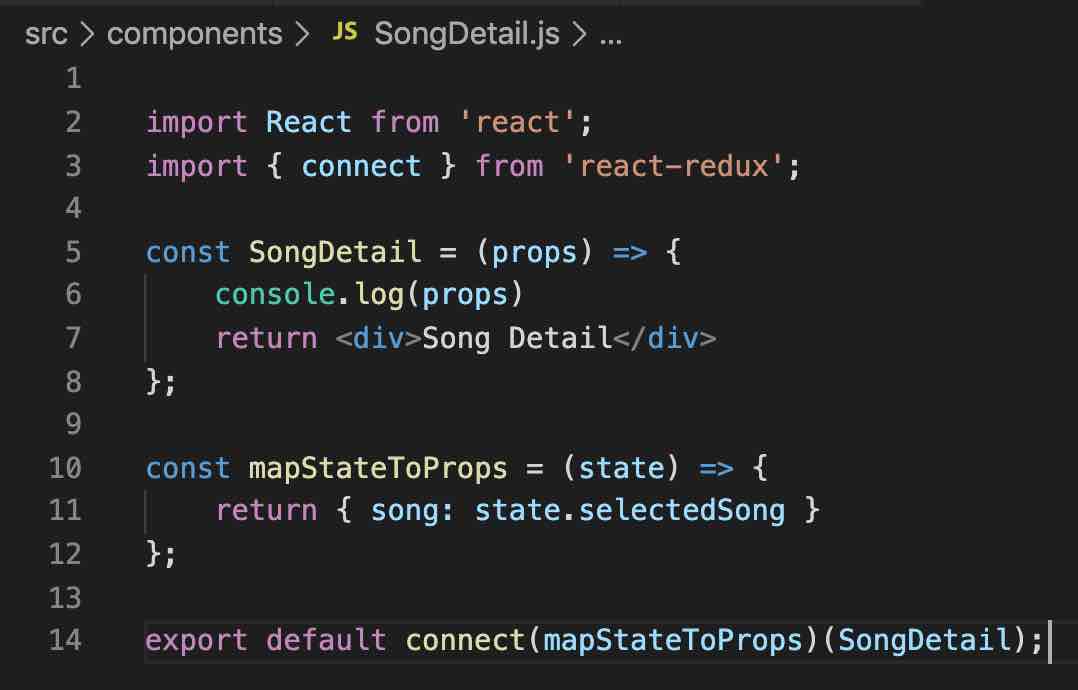 src > components > JS SongDetail.js > ...
1
2 import React from 'react';
3 import { connect } from 'react-redux';
4
5 const SongDetail = (props) => {
6     console.log(props)
7     return <div>Song Detail</div>
8 };
9
10 const mapStateToProps = (state) => {
11     return { song: state.selectedSong }
12 };
13
14 export default connect(mapStateToProps)(SongDetail);